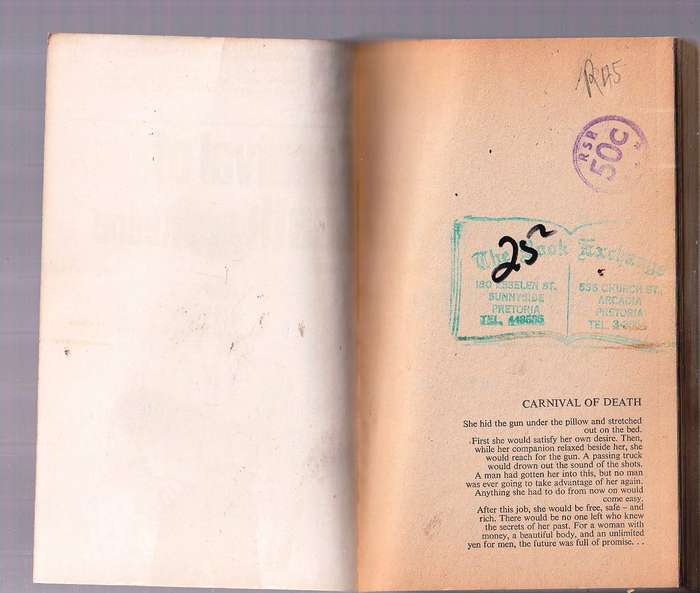 RSR
50c
25
The Book Exchange
180 ESSELEN ST.,
SUNNYSIDE
PRETORIA
535 CHURCH ST.,
ARCADIA
PRETORIA
TEL.
CARNIVAL OF DEATH
She hid the gun under the pillow and stretched
out on the bed.
First she would satisfy her own desire. Then,
while her companion relaxed beside her, she
would reach for the gun. A passing truck
would drown out the sound of the shots.
A man had gotten her into this, but no man
was ever going to take advantage of her again.
Anything she had to do from now on would
come easy.
After this job, she would be free, safe – and
rich. There would be no one left who knew
the secrets of her past. For a woman with
money, a beautiful body, and an unlimited
yen for men, the future was full of promise. . .